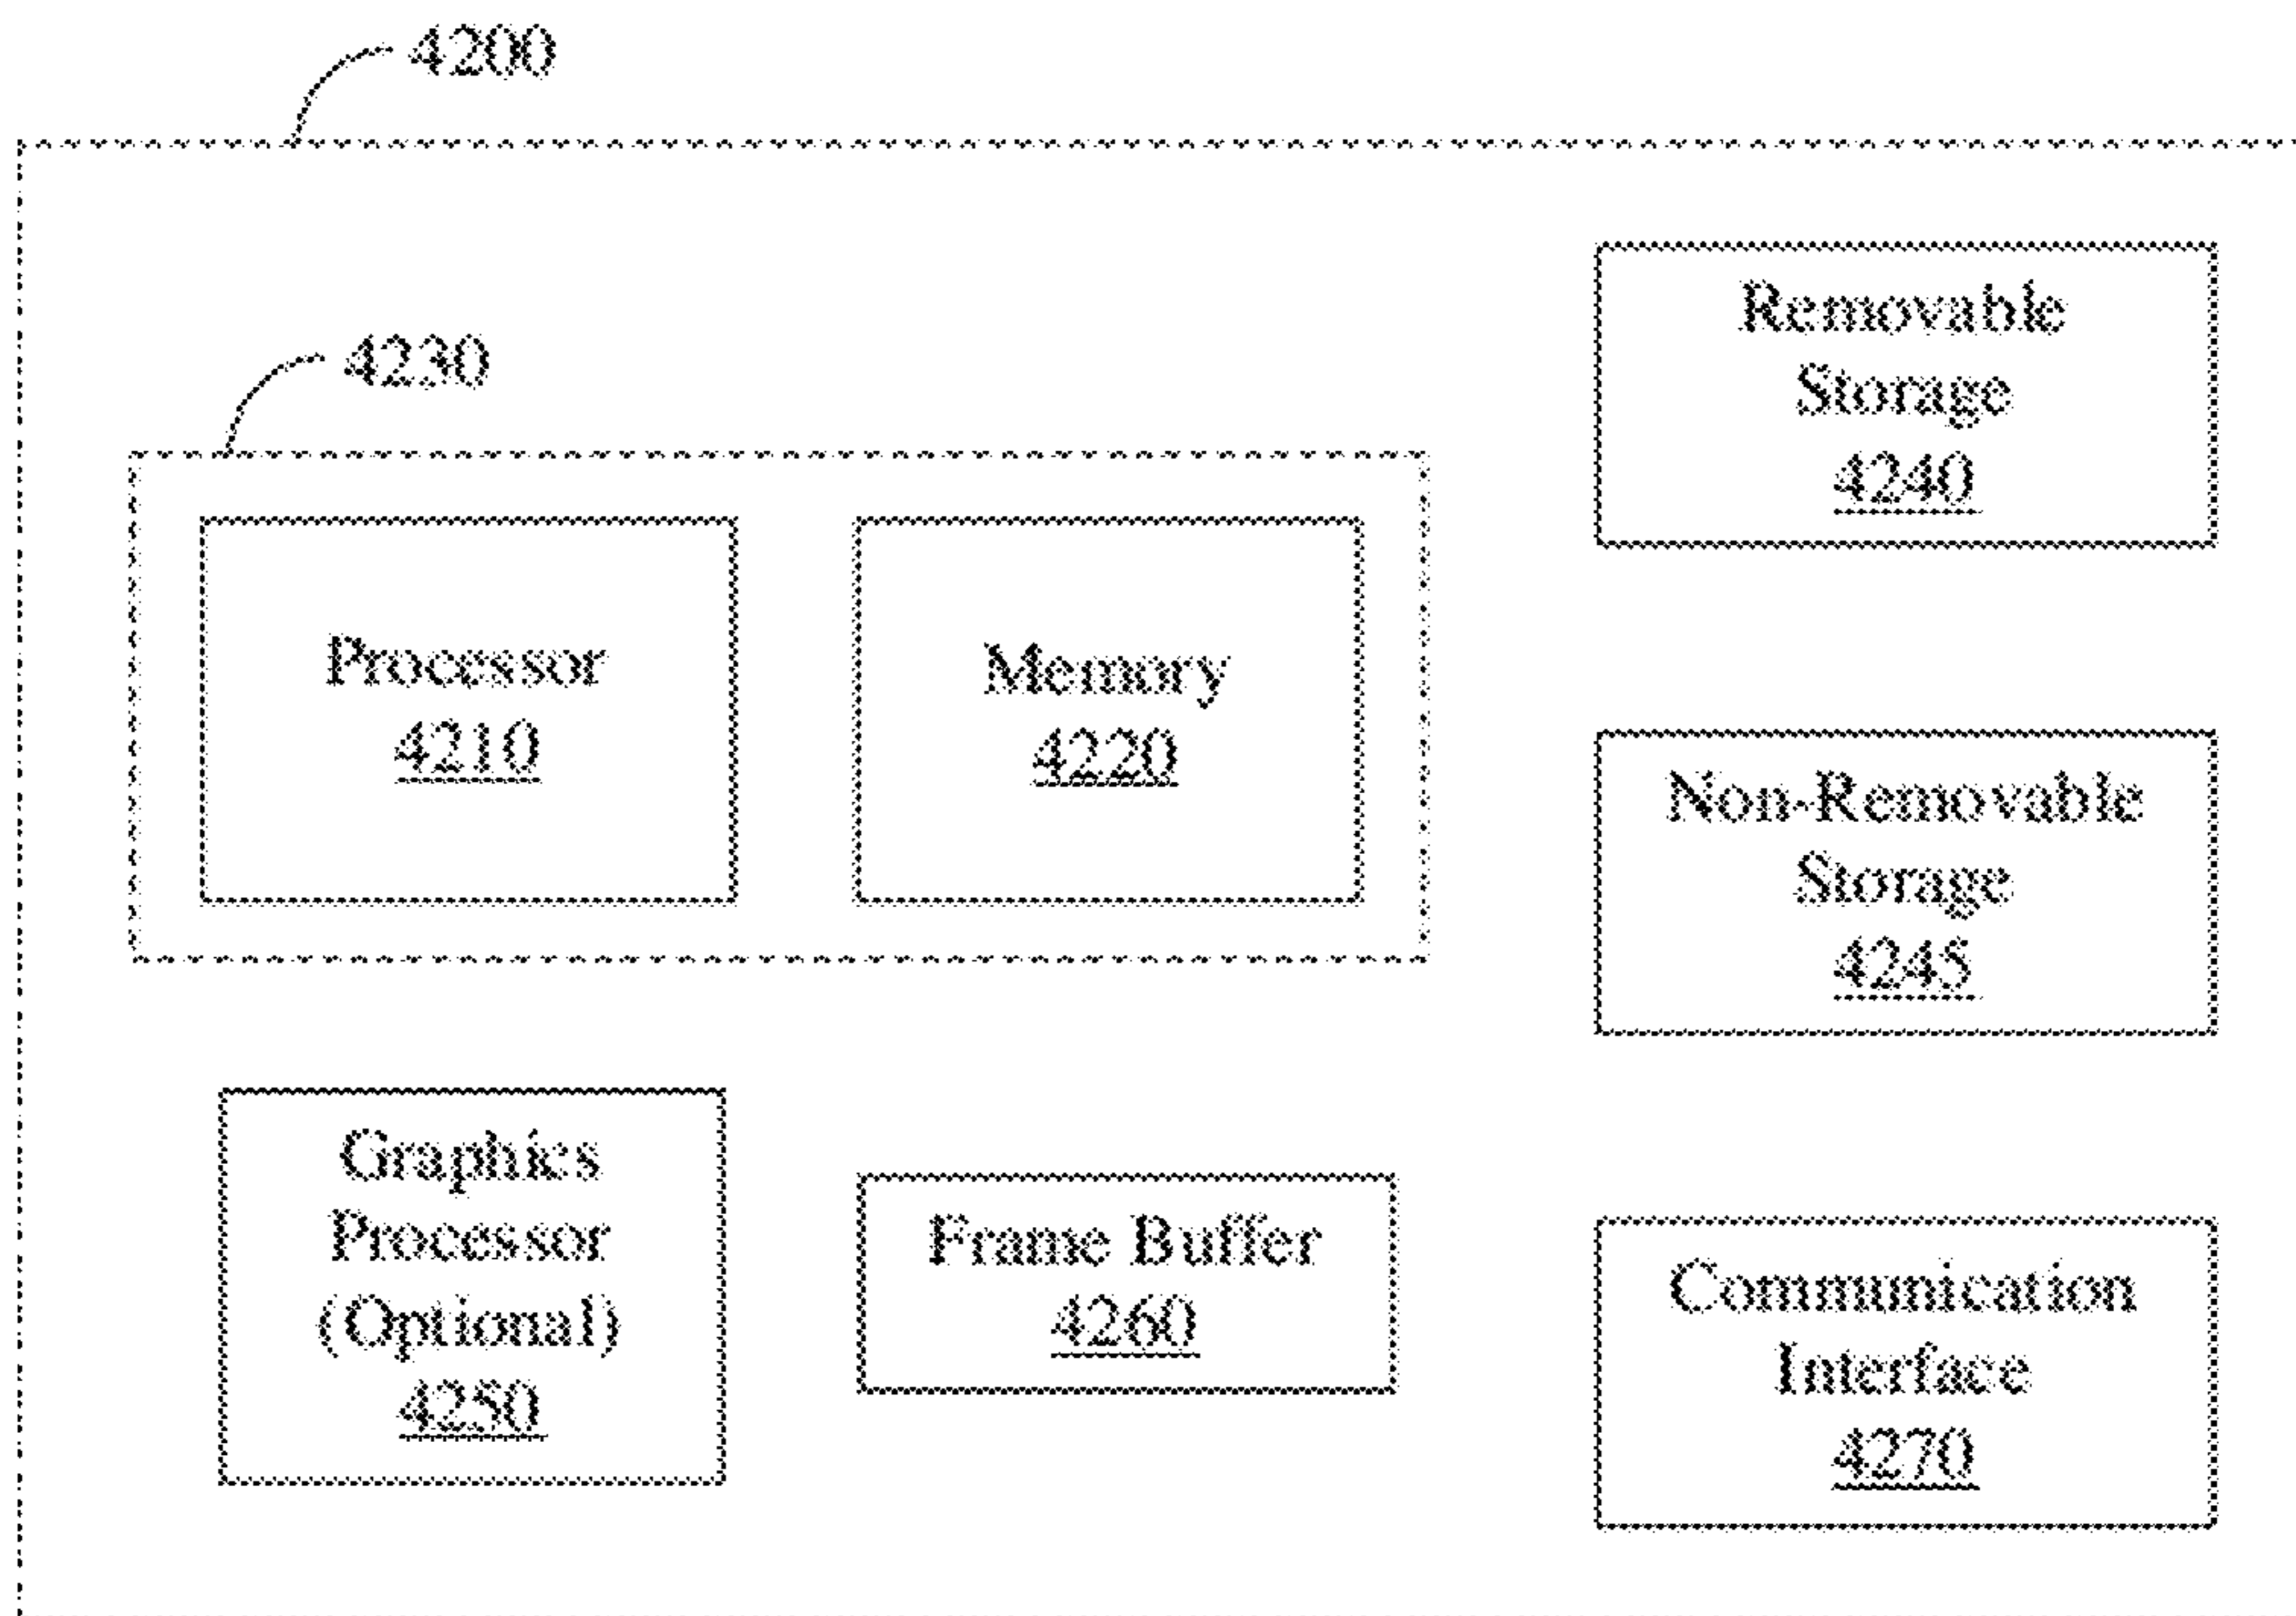 4200
4230
Processor
4210
Memory
4220
Removable
Storage
4240
Non-Removable
Storage
4245
Graphics
Processor
(Optional)
4250
Frame Buffer
4260
Communication
Interface
4270